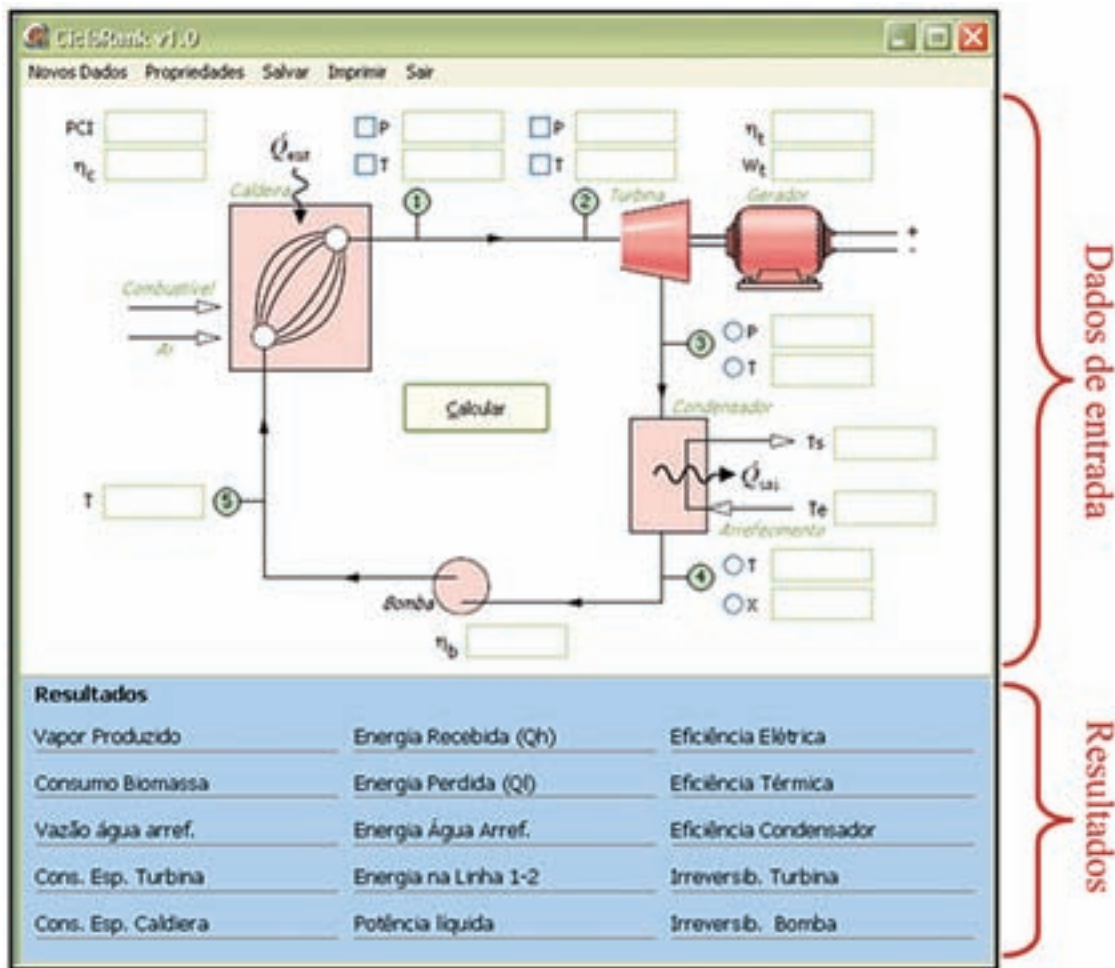 CicloRank v1.0
Novos Dados Propriedades Salvar Imprimir Sair
PCI
ηc
Q̇ent
P
T
P
T
ηt
Wt
Caldeira
1
2
Turbina
Gerador
+
-
Combustível
Ar
3
P
T
Calcular
Condensador
Ts
Q̇sai
Te
Arrefecimento
T
5
4
T
X
Bomba
ηb
Dados de entrada
Resultados
Vapor Produzido
Energia Recebida (Qh)
Eficiência Elétrica
Consumo Biomassa
Energia Perdida (Ql)
Eficiência Térmica
Vazão água arref.
Energia Água Arref.
Eficiência Condensador
Cons. Esp. Turbina
Energia na Linha 1-2
Irreversib. Turbina
Cons. Esp. Caldiera
Potência líquida
Irreversib. Bomba
Resultados